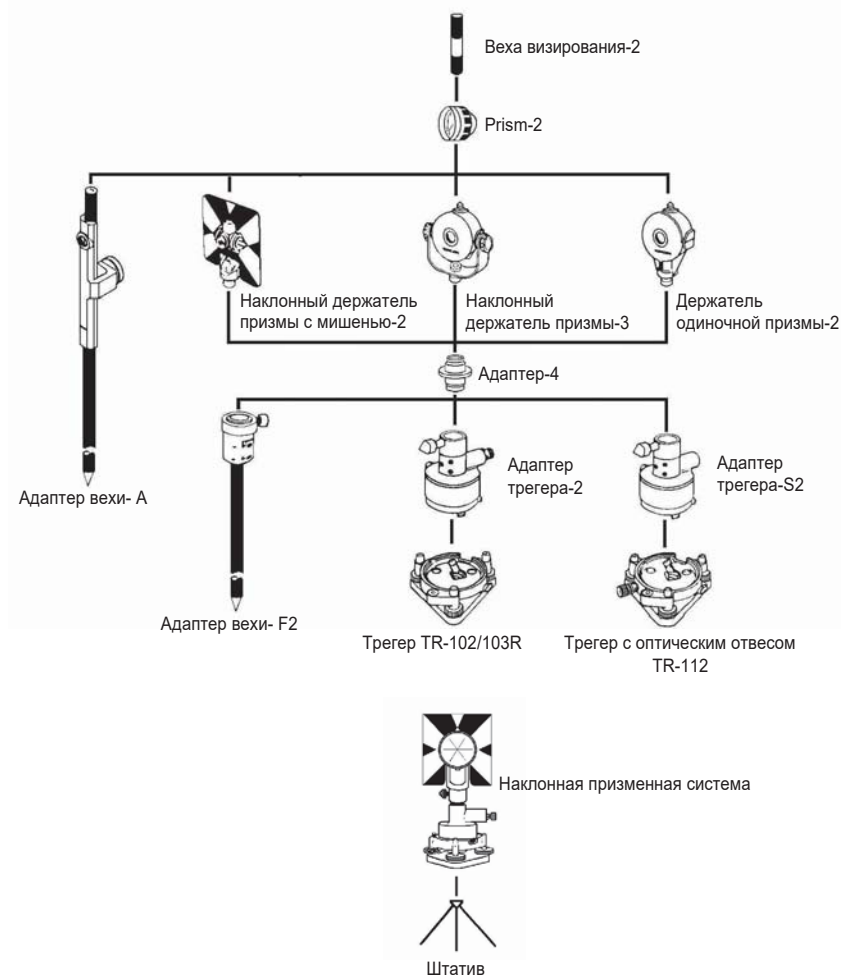 Веха визирования-2
Prism-2
Наклонный держатель
призмы с мишенью-2
Наклонный
держатель призмы-3
Держатель
одиночной призмы-2
Адаптер-4
Адаптер вехи- A
Адаптер
трегера-2
Адаптер
трегера-S2
Адаптер вехи- F2
Трегер TR-102/103R
Трегер с оптическим отвесом
TR-112
Наклонная призменная система
Штатив